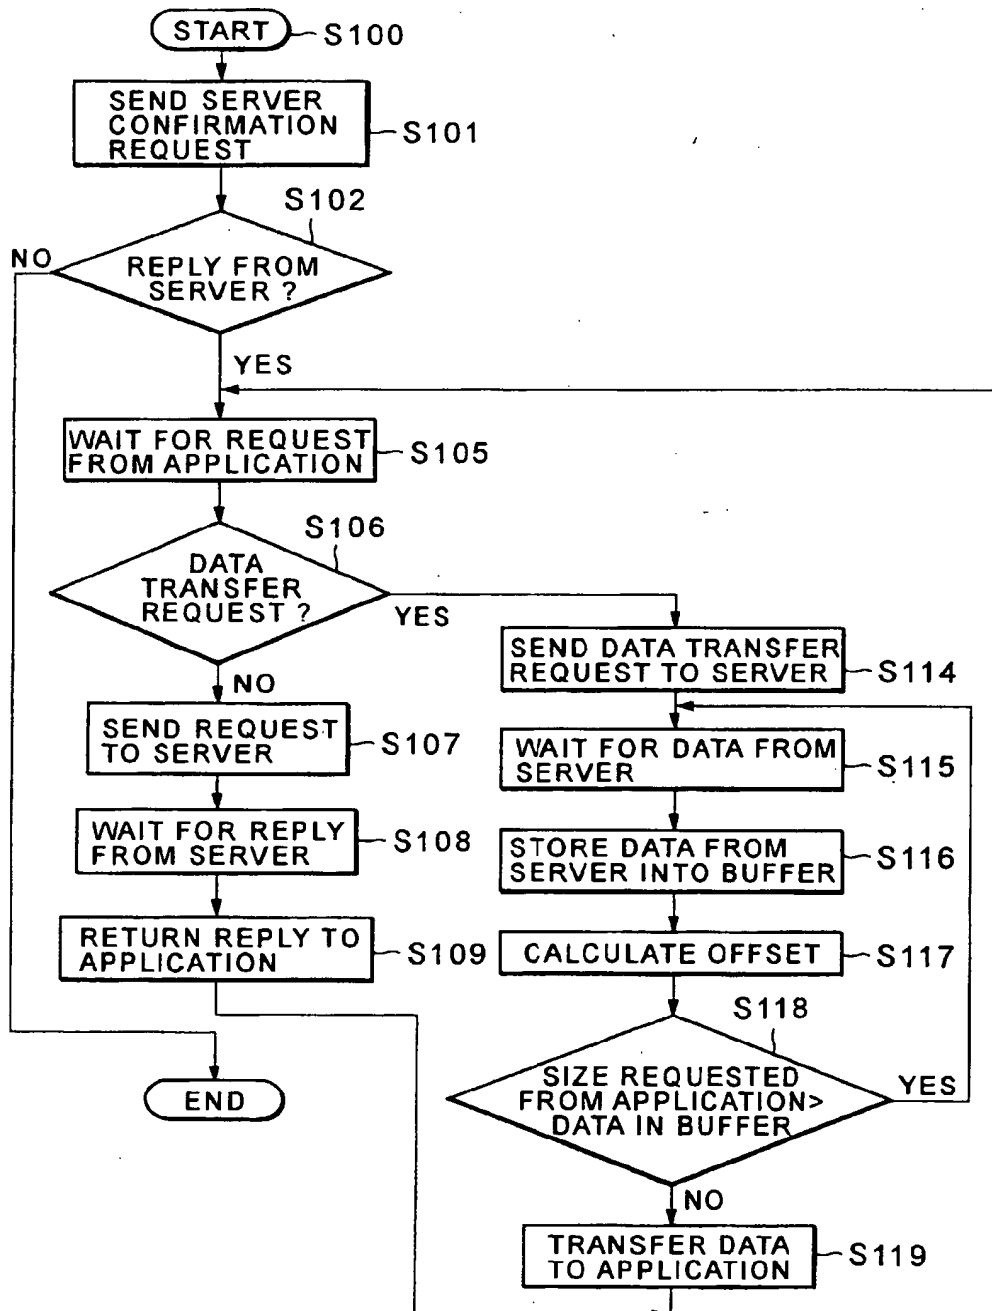 START
S100
SEND SERVER
CONFIRMATION
REQUEST
S101
S102
NO
REPLY FROM
SERVER ?
YES
WAIT FOR REQUEST
FROM APPLICATION
S105
S106
DATA
TRANSFER
REQUEST ?
YES
NO
SEND DATA TRANSFER
REQUEST TO SERVER
S114
SEND REQUEST
TO SERVER
S107
WAIT FOR DATA FROM
SERVER
S115
WAIT FOR REPLY
FROM SERVER
S108
STORE DATA FROM
SERVER INTO BUFFER
S116
RETURN REPLY TO
APPLICATION
S109
CALCULATE OFFSET
S117
S118
SIZE REQUESTED
FROM APPLICATION>
DATA IN BUFFER
YES
END
NO
TRANSFER DATA
TO APPLICATION
S119